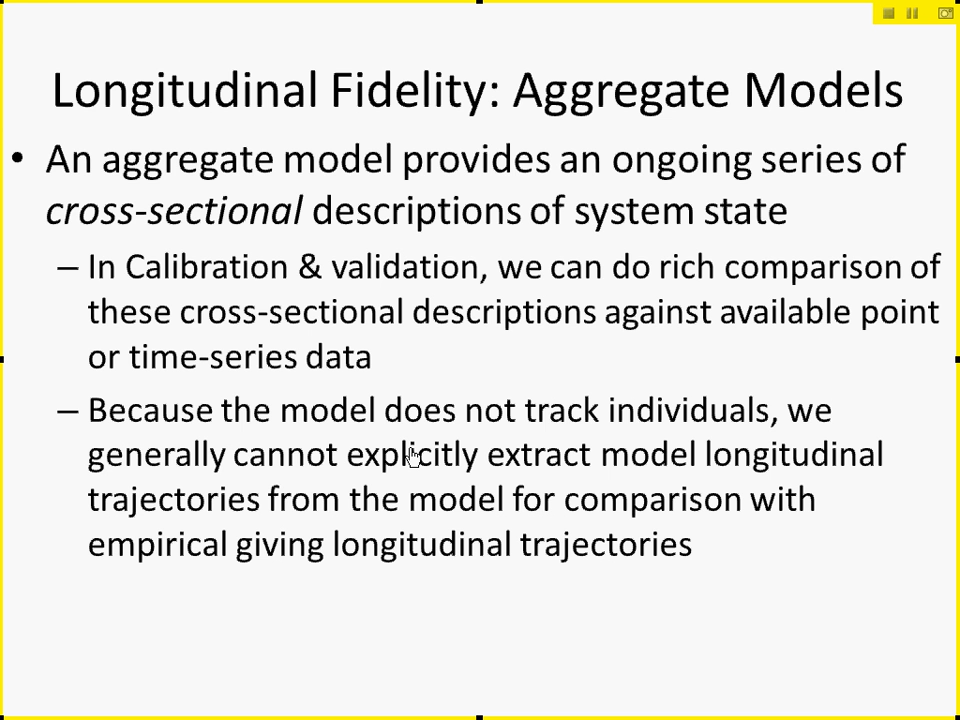 Longitudinal Fidelity: Aggregate Models
• An aggregate model provides an ongoing series of
cross-sectional descriptions of system state
– In Calibration & validation, we can do rich comparison of
these cross-sectional descriptions against available point
or time-series data
– Because the model does not track individuals, we
generally cannot explicitly extract model longitudinal
trajectories from the model for comparison with
empirical giving longitudinal trajectories